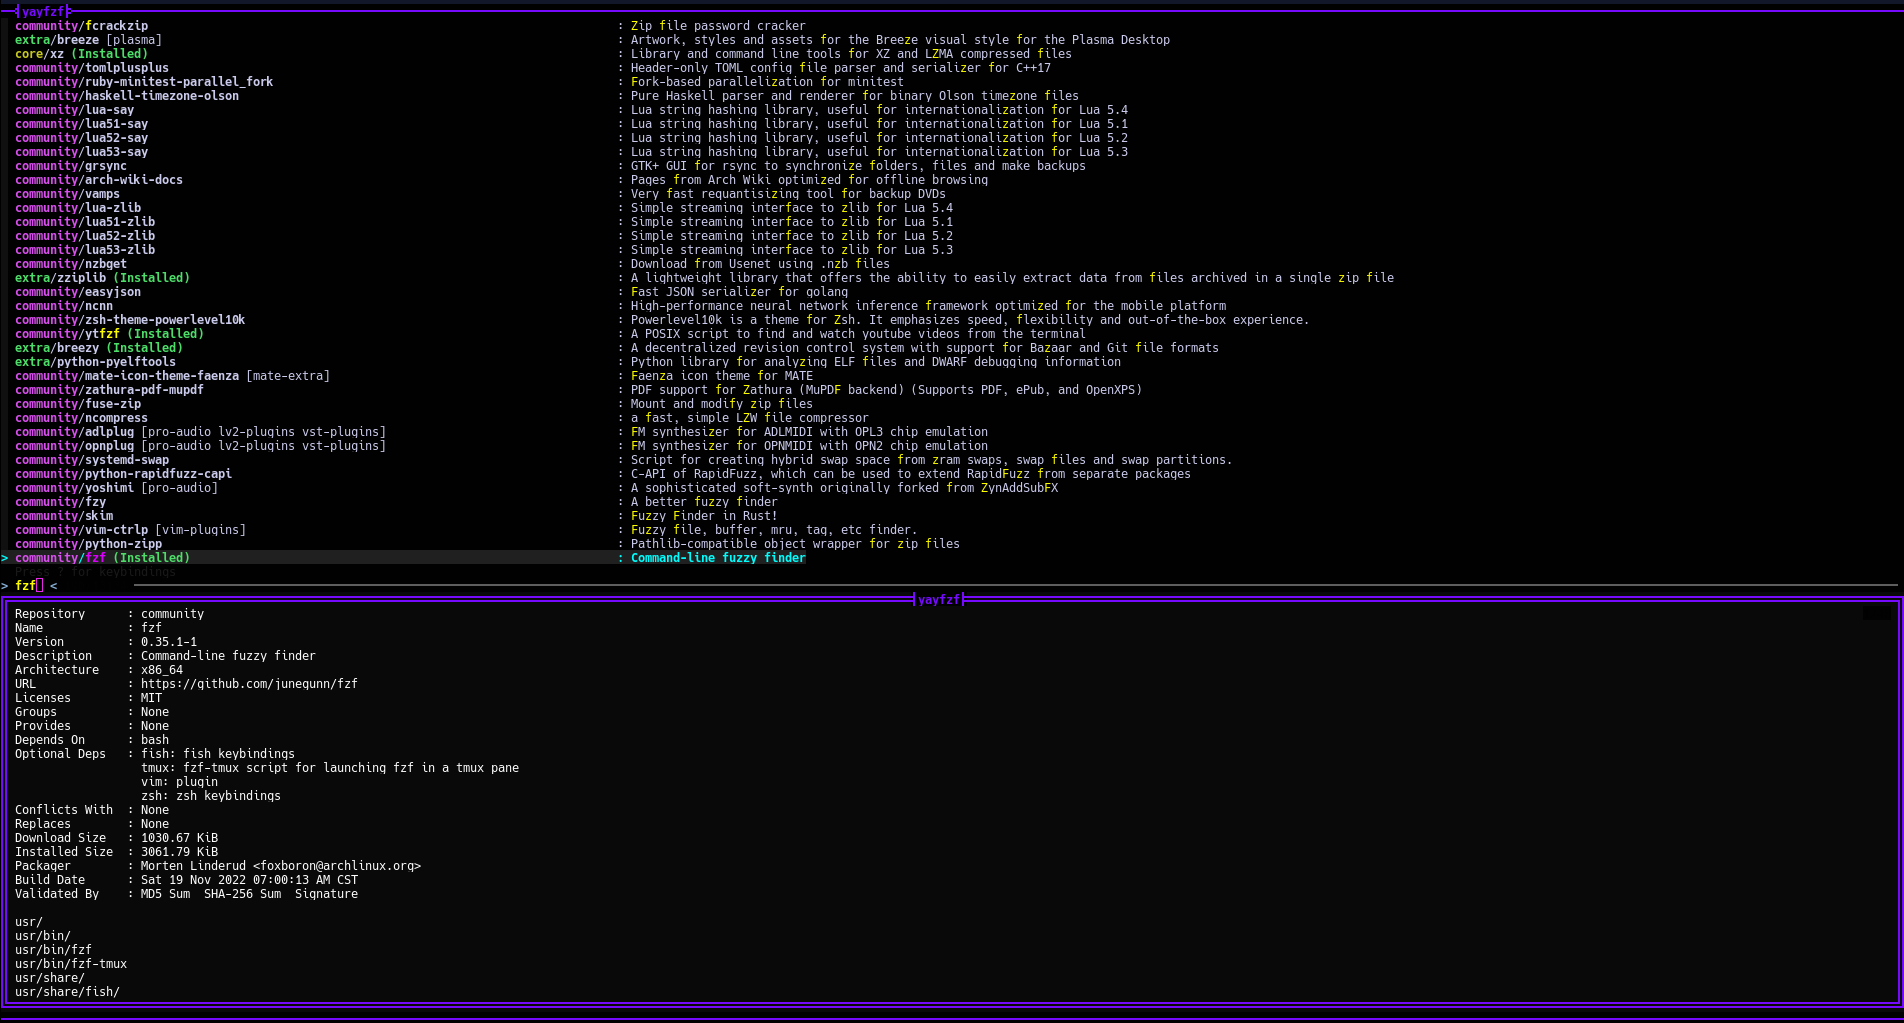 yayfzf
community/fcrackzip : Zip file password cracker
extra/breeze [plasma] : Artwork, styles and assets for the Breeze visual style for the Plasma Desktop
core/xz (Installed) : Library and command line tools for XZ and LZMA compressed files
community/tomlplusplus : Header-only TOML config file parser and serializer for C++17
community/ruby-minitest-parallel_fork : Fork-based parallelization for minitest
community/haskell-timezone-olson : Pure Haskell parser and renderer for binary Olson timezone files
community/lua-say : Lua string hashing library, useful for internationalization for Lua 5.4
community/lua51-say : Lua string hashing library, useful for internationalization for Lua 5.1
community/lua52-say : Lua string hashing library, useful for internationalization for Lua 5.2
community/lua53-say : Lua string hashing library, useful for internationalization for Lua 5.3
community/grsync : GTK+ GUI for rsync to synchronize folders, files and make backups
community/arch-wiki-docs : Pages from Arch Wiki optimized for offline browsing
community/vamps : Very fast requantisizing tool for backup DVDs
community/lua-zlib : Simple streaming interface to zlib for Lua 5.4
community/lua51-zlib : Simple streaming interface to zlib for Lua 5.1
community/lua52-zlib : Simple streaming interface to zlib for Lua 5.2
community/lua53-zlib : Simple streaming interface to zlib for Lua 5.3
community/nzbget : Download from Usenet using .nzb files
extra/zziplib (Installed) : A lightweight library that offers the ability to easily extract data from files archived in a single zip file
community/easyjson : Fast JSON serializer for golang
community/ncnn : High-performance neural network inference framework optimized for the mobile platform
community/zsh-theme-powerlevel10k : Powerlevel10k is a theme for Zsh. It emphasizes speed, flexibility and out-of-the-box experience.
community/ytfzf (Installed) : A POSIX script to find and watch youtube videos from the terminal
extra/breezy (Installed) : A decentralized revision control system with support for Bazaar and Git file formats
extra/python-pyelftools : Python library for analyzing ELF files and DWARF debugging information
community/mate-icon-theme-faenza [mate-extra] : Faenza icon theme for MATE
community/zathura-pdf-mupdf : PDF support for Zathura (MuPDF backend) (Supports PDF, ePub, and OpenXPS)
community/fuse-zip : Mount and modify zip files
community/ncompress : a fast, simple LZW file compressor
community/adlplug [pro-audio lv2-plugins vst-plugins] : FM synthesizer for ADLMIDI with OPL3 chip emulation
community/opnplug [pro-audio lv2-plugins vst-plugins] : FM synthesizer for OPNMIDI with OPN2 chip emulation
community/systemd-swap : Script for creating hybrid swap space from zram swaps, swap files and swap partitions.
community/python-rapidfuzz-capi : C-API of RapidFuzz, which can be used to extend RapidFuzz from separate packages
community/yoshimi [pro-audio] : A sophisticated soft-synth originally forked from ZynAddSubFX
community/fzy : A better fuzzy finder
community/skim : Fuzzy Finder in Rust!
community/vim-ctrlp [vim-plugins] : Fuzzy file, buffer, mru, tag, etc finder.
community/python-zipp : Pathlib-compatible object wrapper for zip files
> community/fzf (Installed) : Command-line fuzzy finder
Press ? for keybindings
> fzf <
yayfzf
Repository : community
Name : fzf
Version : 0.35.1-1
Description : Command-line fuzzy finder
Architecture : x86_64
URL : https://github.com/junegunn/fzf
Licenses : MIT
Groups : None
Provides : None
Depends On : bash
Optional Deps : fish: fish keybindings
tmux: fzf-tmux script for launching fzf in a tmux pane
vim: plugin
zsh: zsh keybindings
Conflicts With : None
Replaces : None
Download Size : 1030.67 KiB
Installed Size : 3061.79 KiB
Packager : Morten Linderud <foxboron@archlinux.org>
Build Date : Sat 19 Nov 2022 07:00:13 AM CST
Validated By : MD5 Sum SHA-256 Sum Signature
usr/
usr/bin/
usr/bin/fzf
usr/bin/fzf-tmux
usr/share/
usr/share/fish/